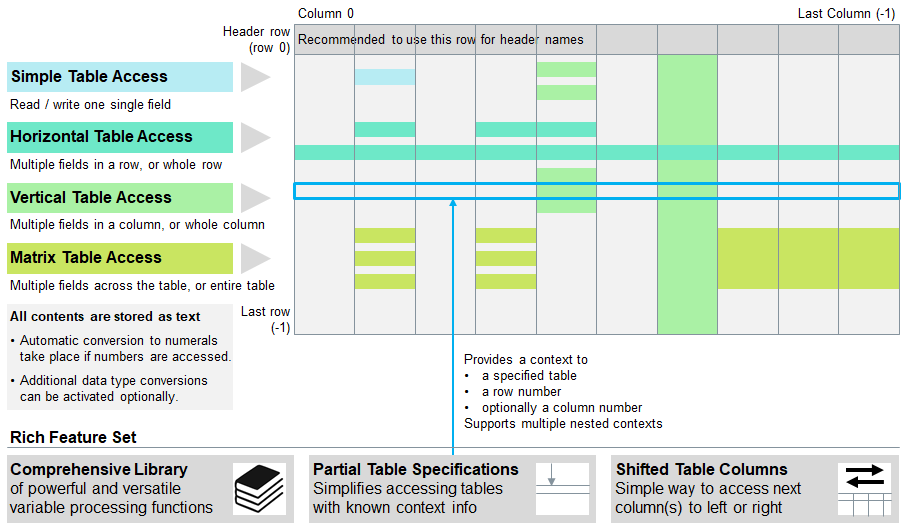 Column 0
Last Column (-1)
Header row
(row 0)
Recommended to use this row for header names
Simple Table Access
Read / write one single field
Horizontal Table Access
Multiple fields in a row, or whole row
Vertical Table Access
Multiple fields in a column, or whole column
Matrix Table Access
Multiple fields across the table, or entire table
Last row
(-1)
All contents are stored as text
• Automatic conversion to numerals
take place if numbers are accessed.
• Additional data type conversions
can be activated optionally.
Provides a context to
• a specified table
• a row number
• optionally a column number
Supports multiple nested contexts
Rich Feature Set
Comprehensive Library
of powerful and versatile
variable processing functions
Partial Table Specifications
Simplifies accessing tables
with known context info
Shifted Table Columns
Simple way to access next
column(s) to left or right